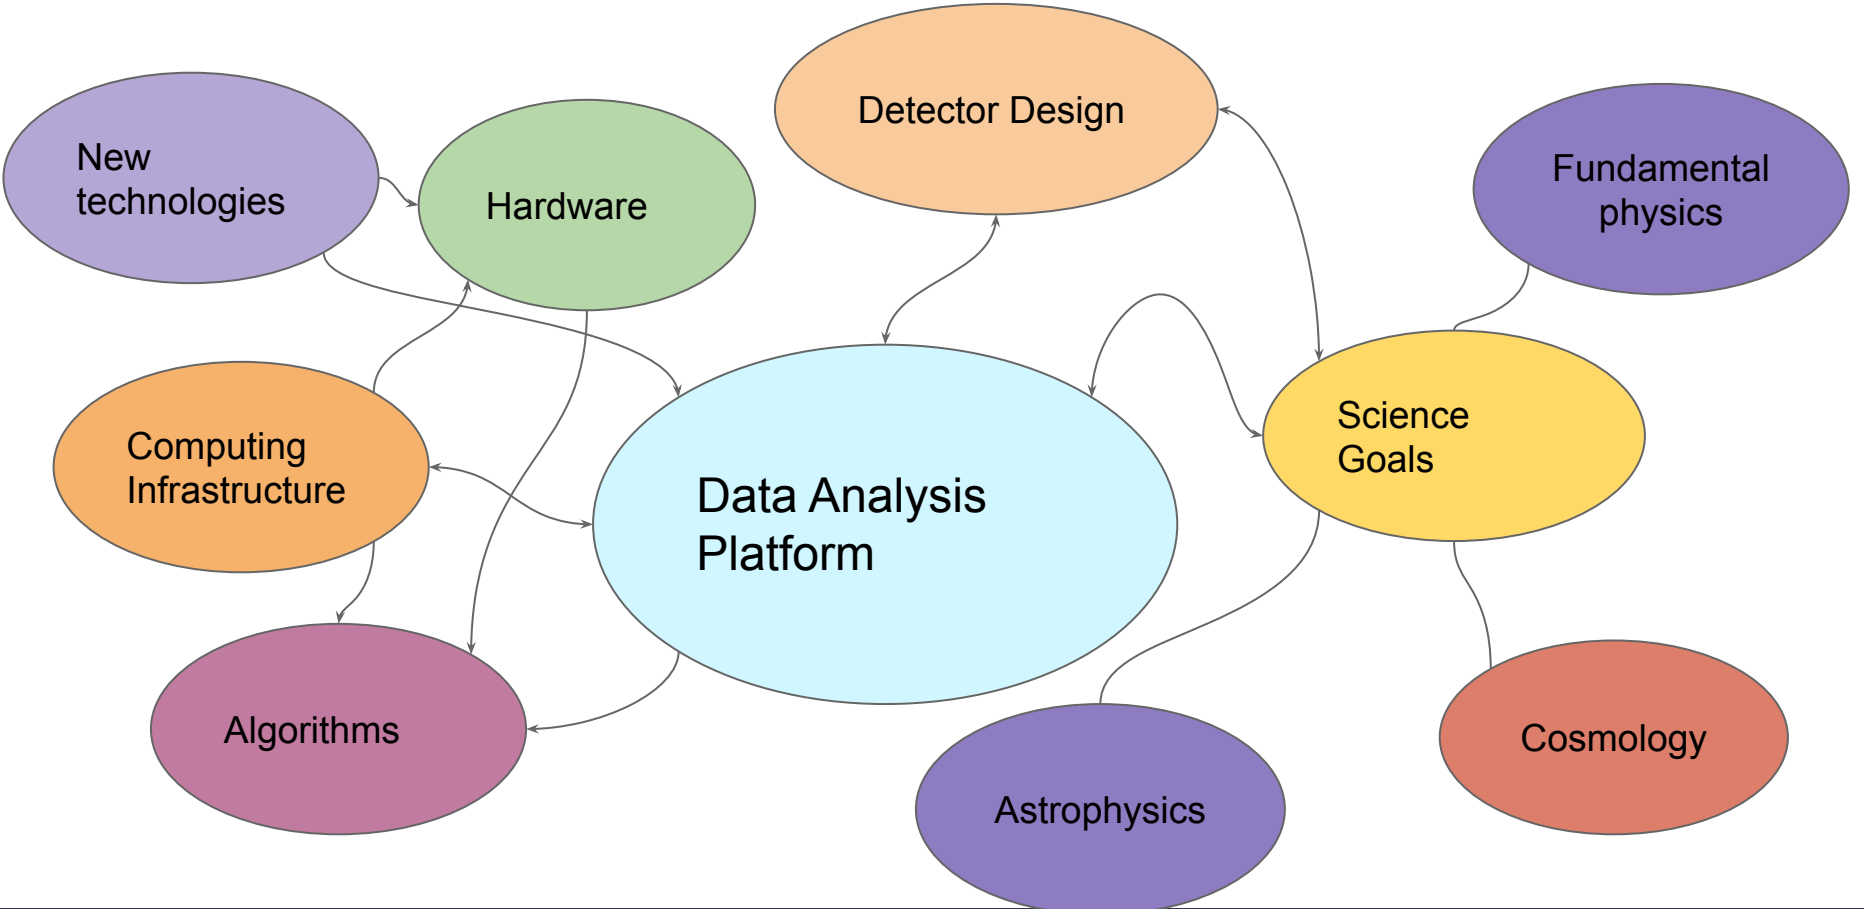 New
technologies
Hardware
Detector Design
Fundamental
physics
Computing
Infrastructure
Data Analysis
Platform
Science
Goals
Algorithms
Astrophysics
Cosmology